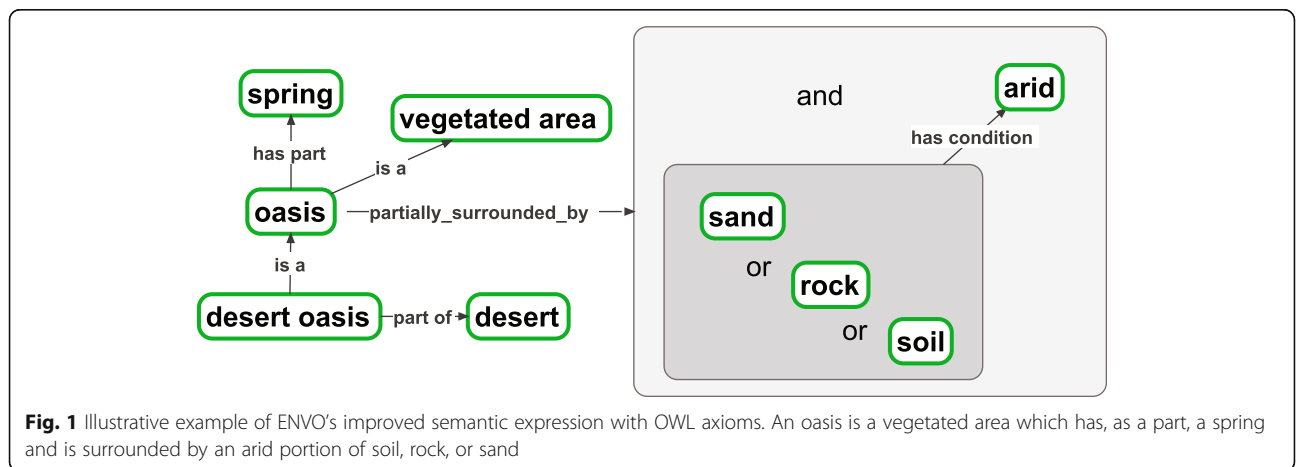 spring
vegetated area
and
arid
has condition
has part
is a
oasis
partially_surrounded_by
sand
or
rock
or
soil
is a
desert oasis
part of
desert
Fig. 1 Illustrative example of ENVO's improved semantic expression with OWL axioms. An oasis is a vegetated area which has, as a part, a spring
and is surrounded by an arid portion of soil, rock, or sand